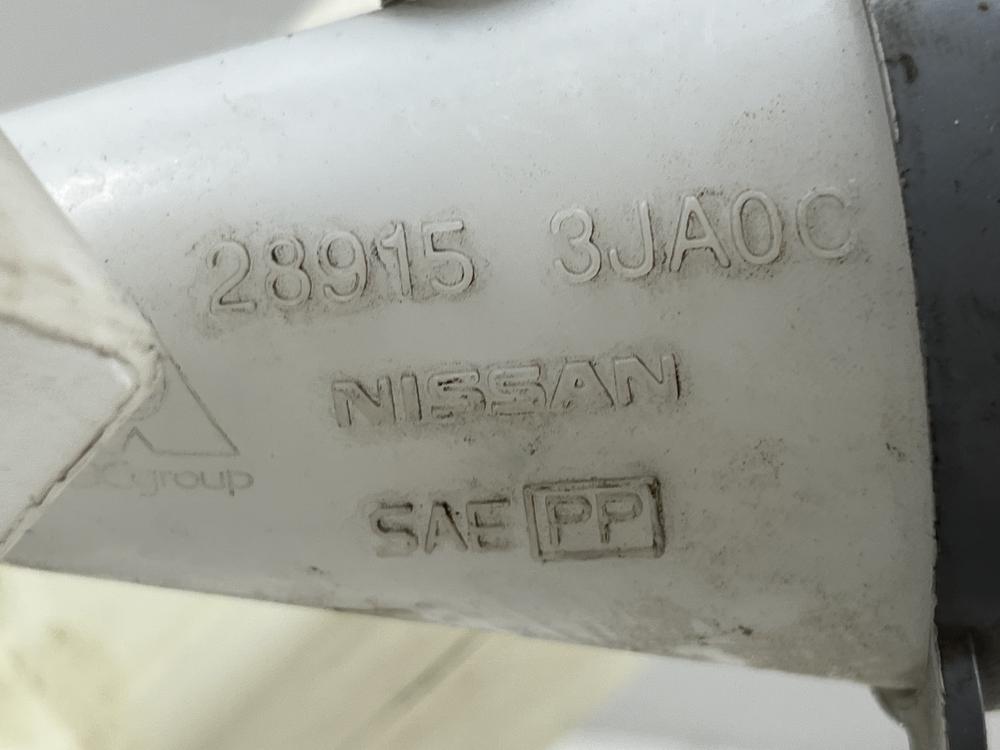 28915 3JA0C
NISSAN
SAE PP